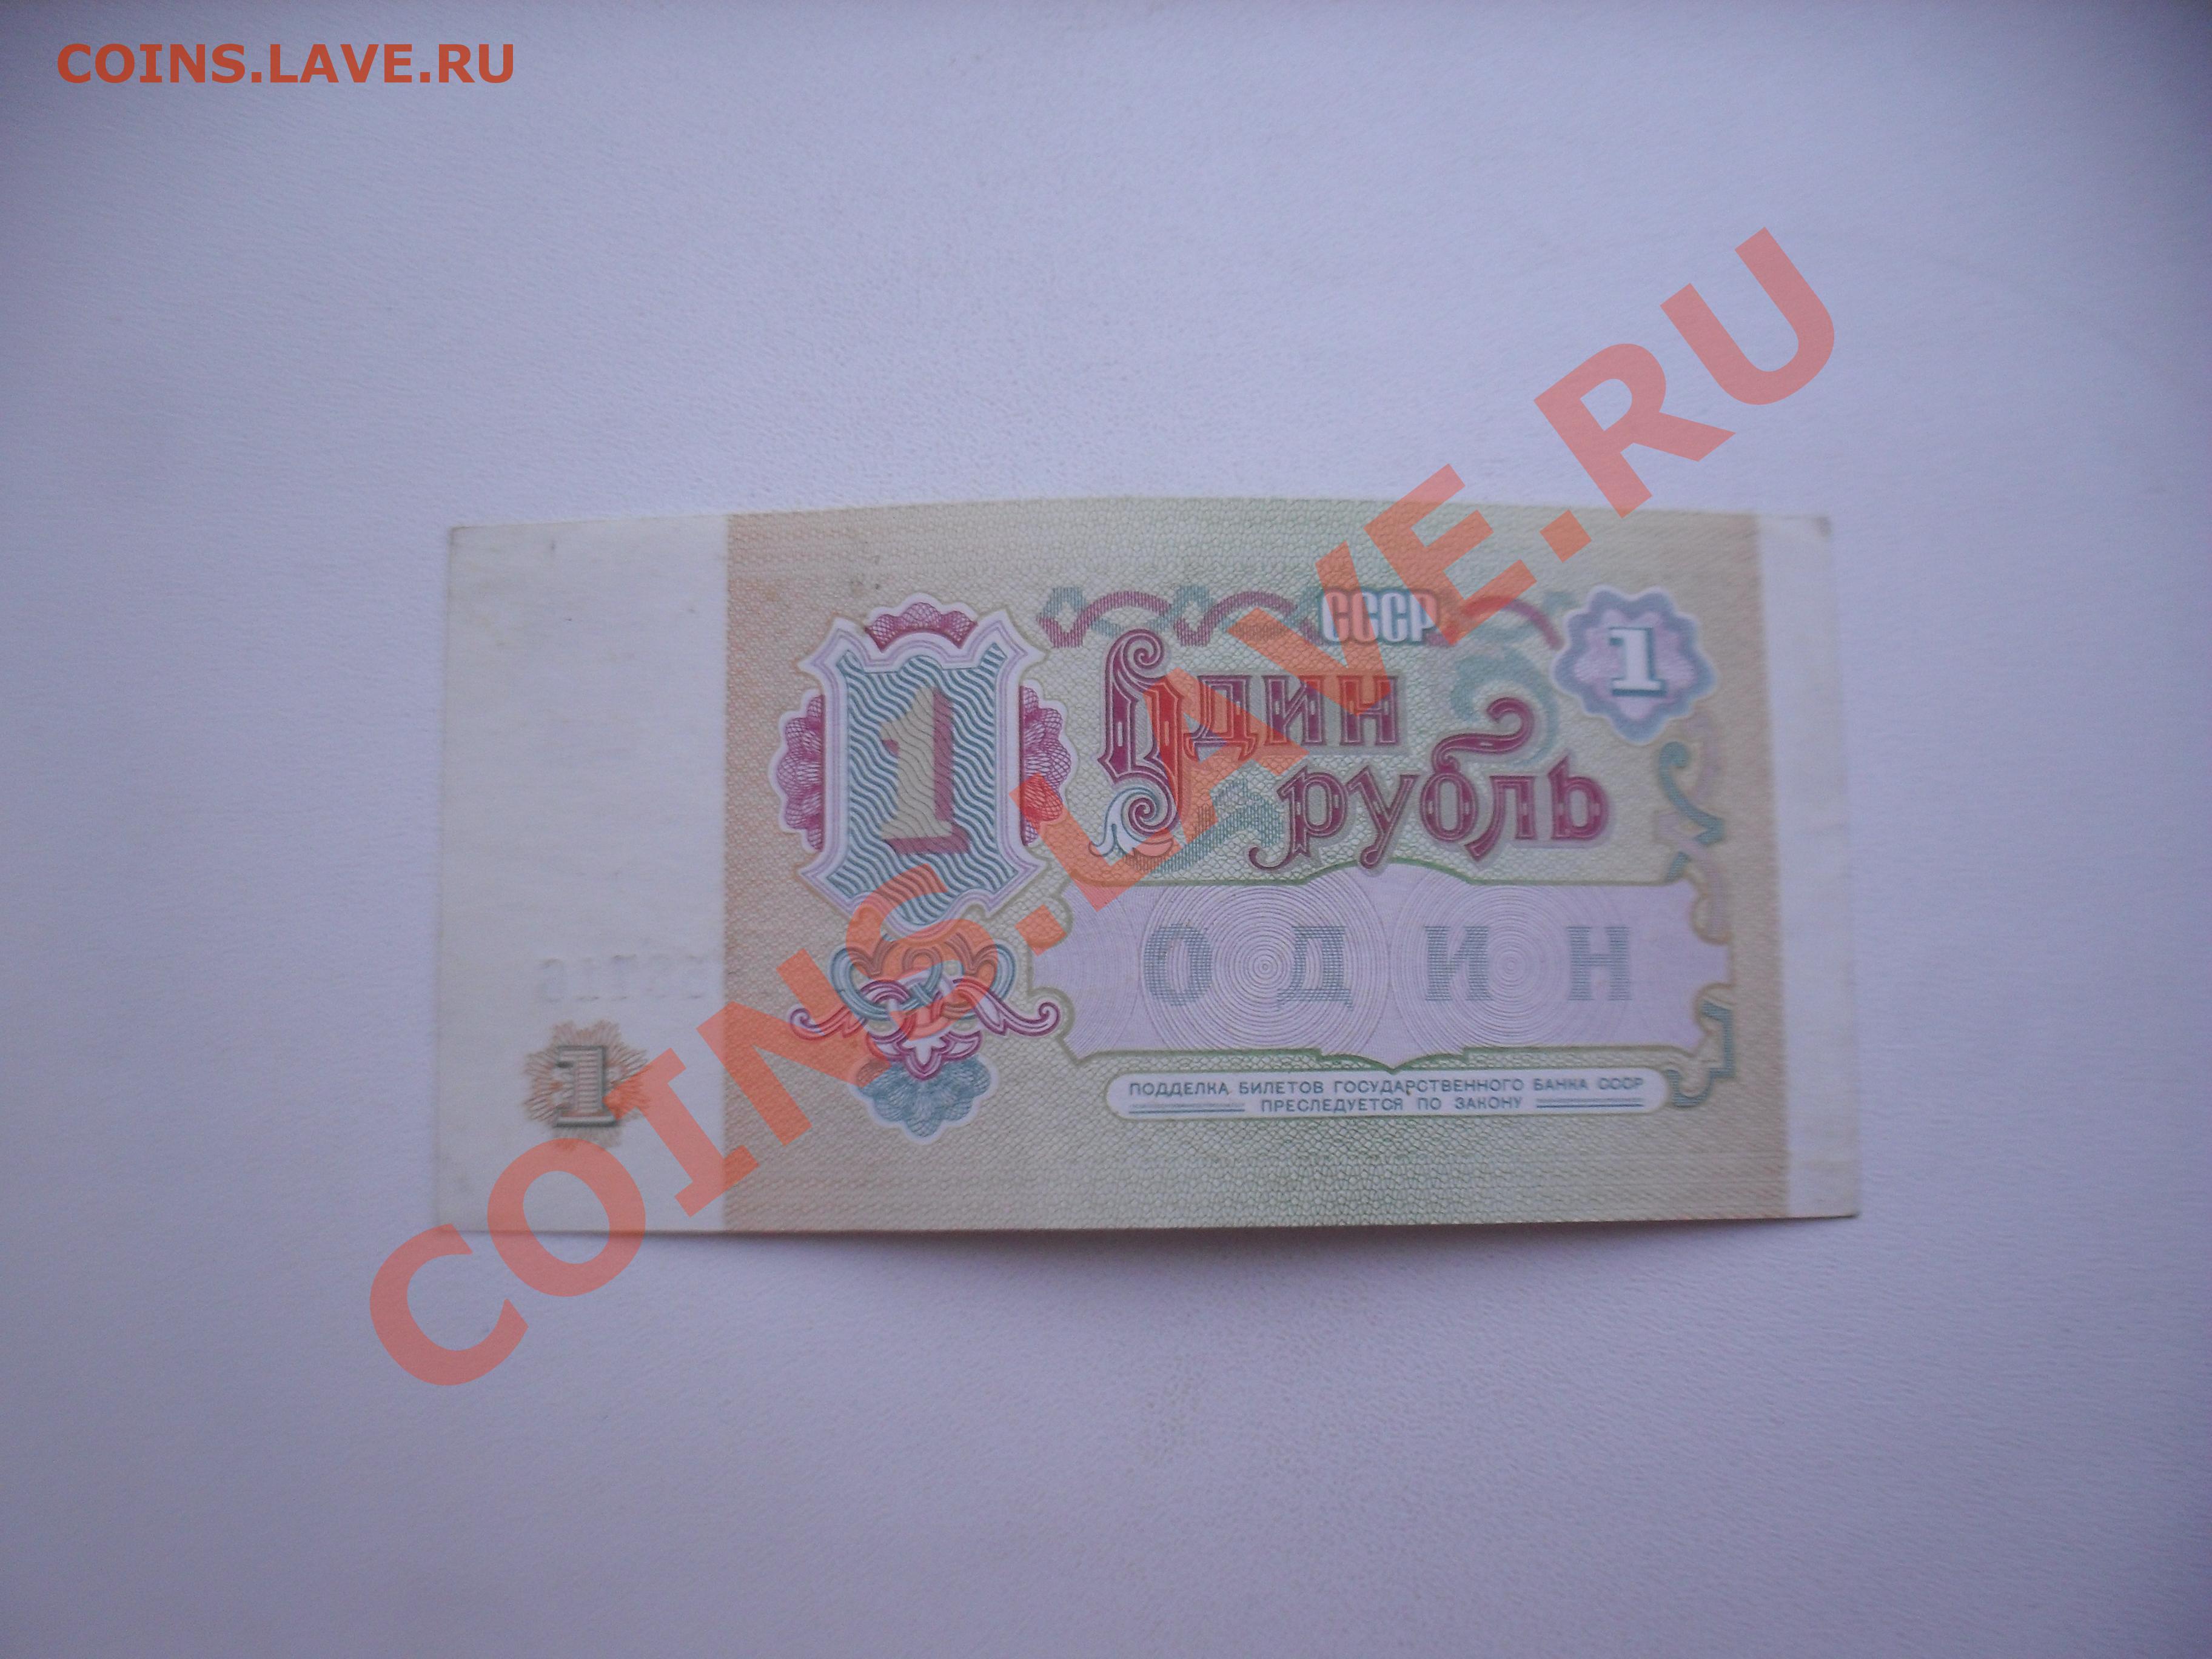 COINS.LAVE.RU
СССР
1
Один
рубль
1
ОДИН
ПОДДЕЛКА БИЛЕТОВ ГОСУДАРСТВЕННОГО БАНКА СССР
ПРЕСЛЕДУЕТСЯ ПО ЗАКОНУ
1
COINS.LAVE.RU